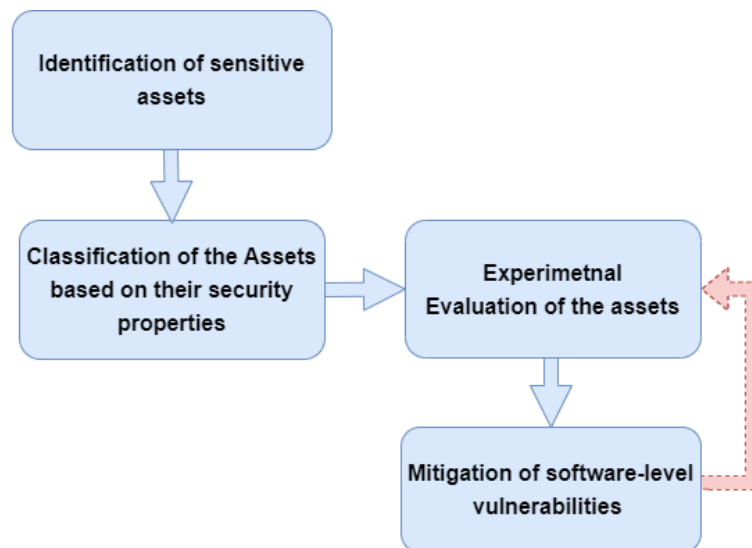 Identification of sensitive
assets
Classification of the Assets
based on their security
properties
Experimetnal
Evaluation of the assets
Mitigation of software-level
vulnerabilities